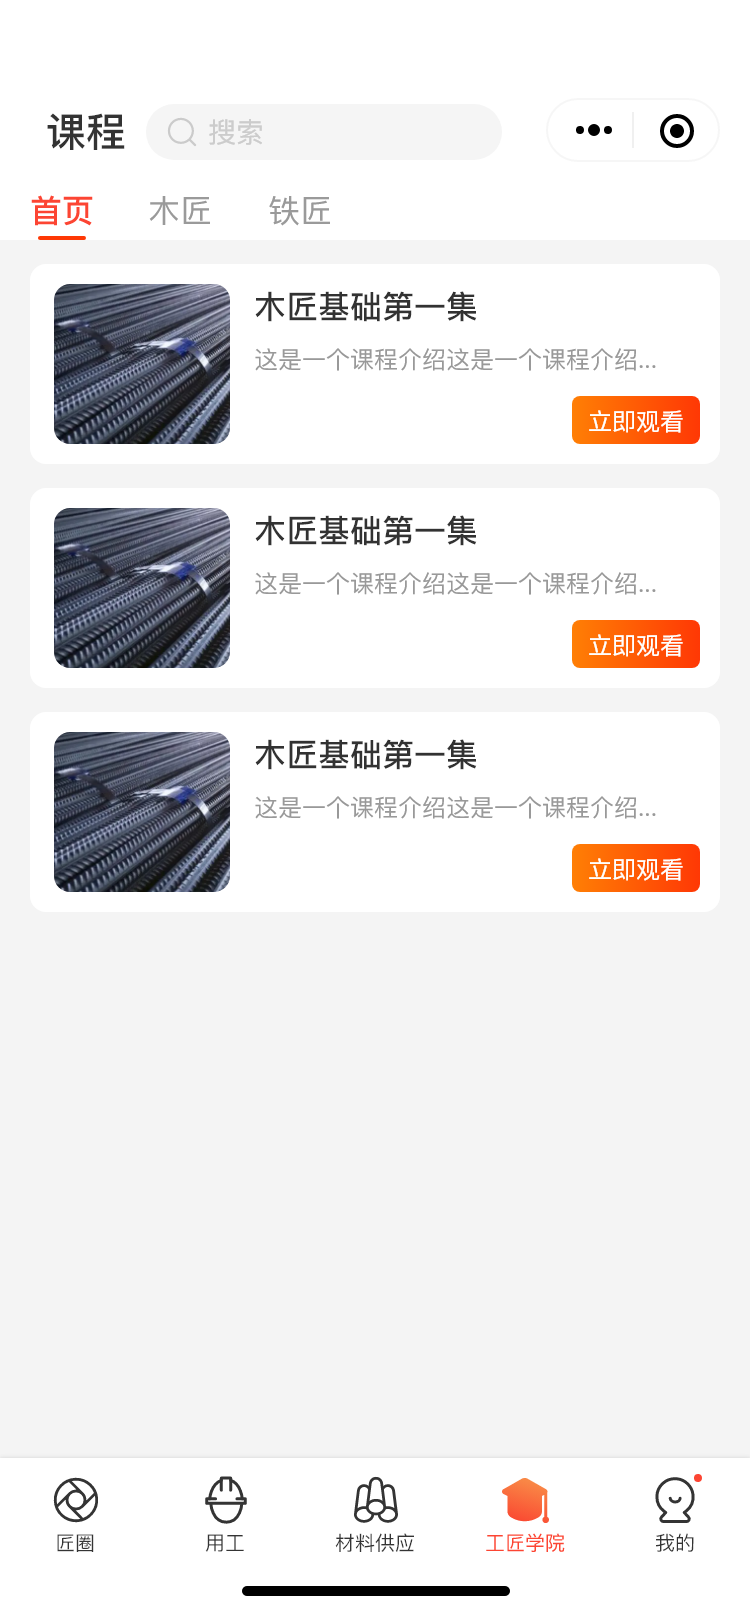 课程
搜索
首页 木匠 铁匠
木匠基础第一集
这是一个课程介绍这是一个课程介绍...
立即观看
木匠基础第一集
这是一个课程介绍这是一个课程介绍...
立即观看
木匠基础第一集
这是一个课程介绍这是一个课程介绍...
立即观看
匠圈 用工 材料供应 工匠学院 我的